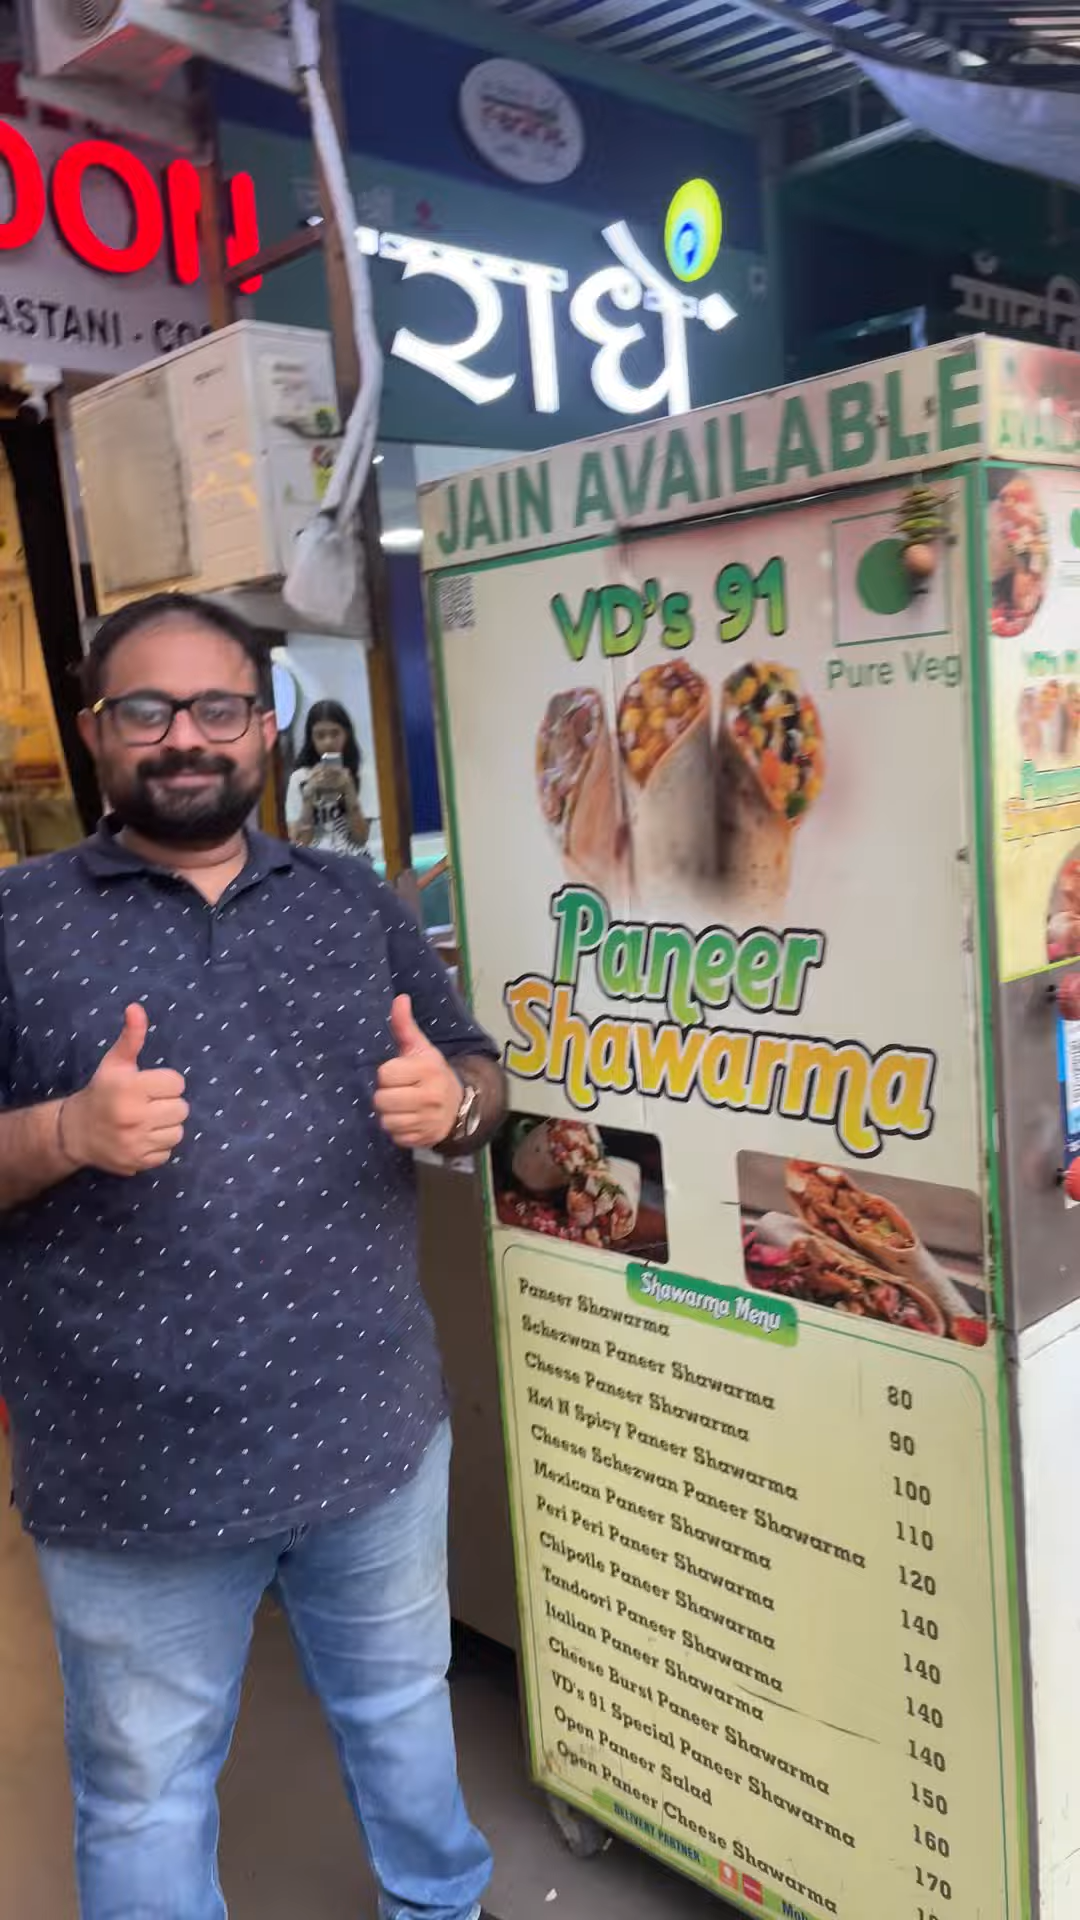 OON
ASTANI - CO
राधे
JAIN AVAILABLE
VD's 91
Pure Veg
Paneer
Shawarma
Shawarma Menu
Paneer Shawarma 80
Schezwan Paneer Shawarma 90
Cheese Paneer Shawarma 100
Hot N Spicy Paneer Shawarma 110
Cheese Schezwan Paneer Shawarma 120
Mexican Paneer Shawarma 140
Peri Peri Paneer Shawarma 140
Chipotle Paneer Shawarma 140
Tandoori Paneer Shawarma 140
Italian Paneer Shawarma 150
Cheese Burst Paneer Shawarma 160
VD's 91 Special Paneer Shawarma 170
Open Paneer Salad
Open Paneer Cheese Shawarma
DELIVERY PARTNER :